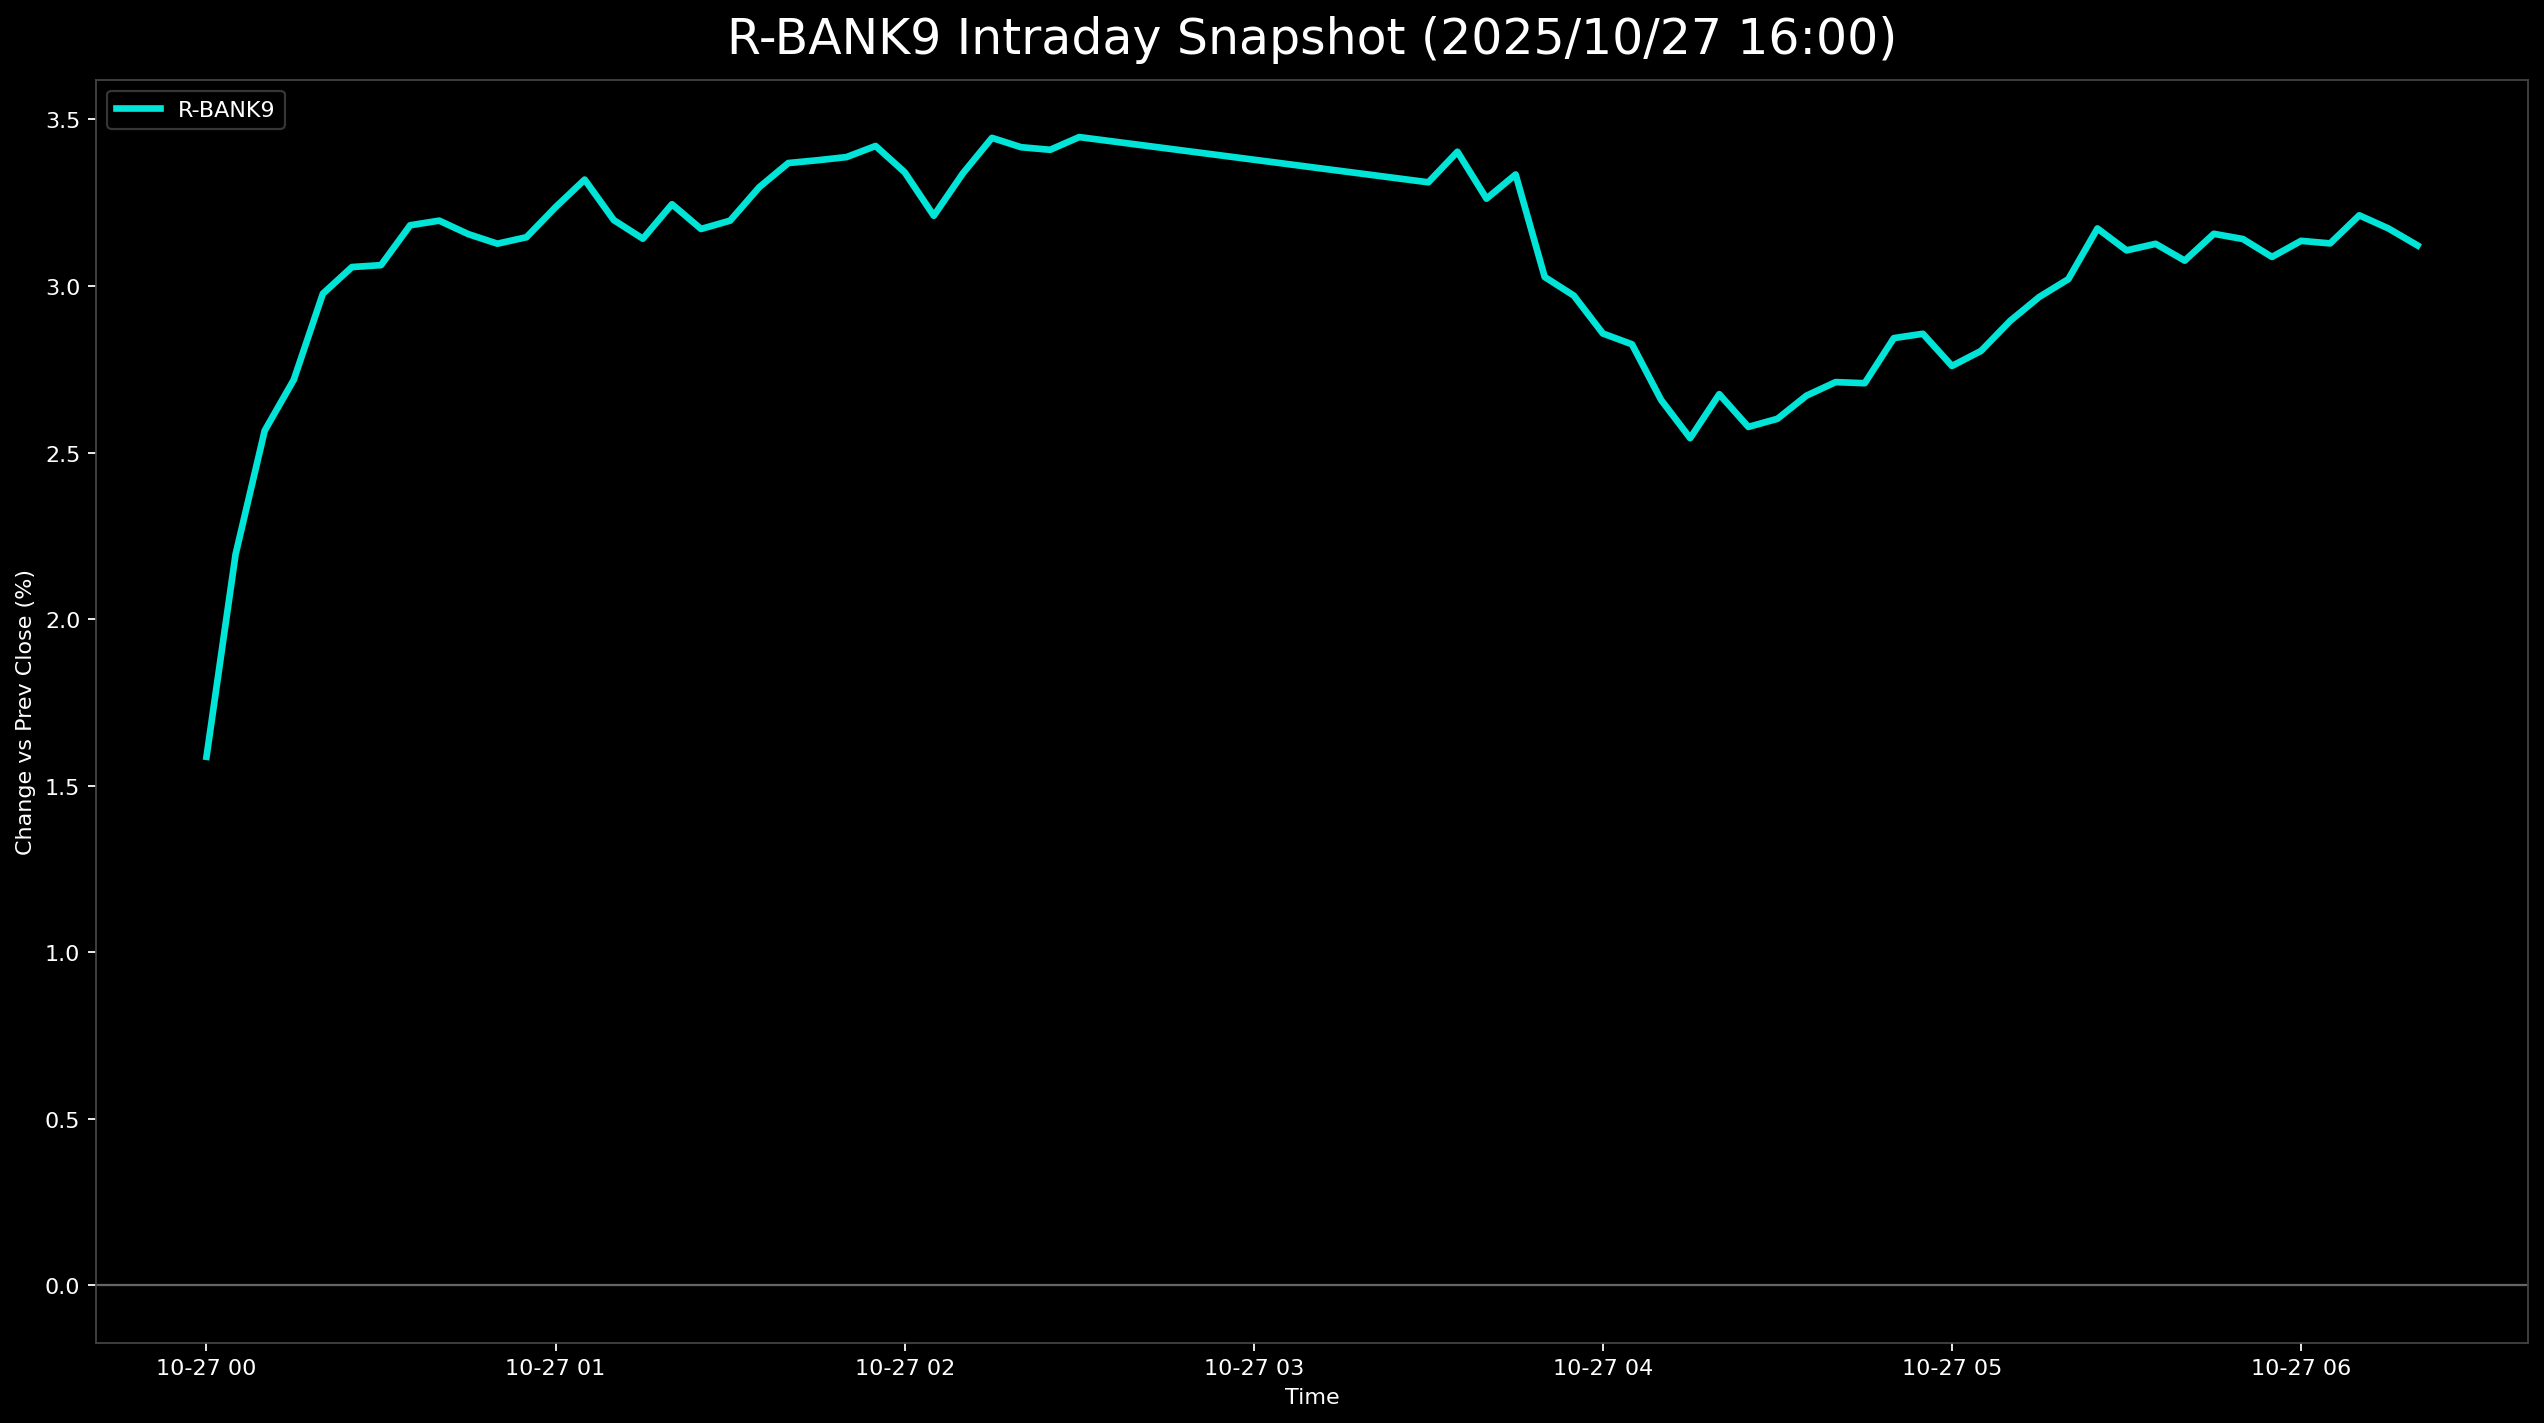 R-BANK9 Intraday Snapshot (2025/10/27 16:00)
R-BANK9
Change vs Prev Close (%)
3.5
3.0
2.5
2.0
1.5
1.0
0.5
0.0
10-27 00 10-27 01 10-27 02 10-27 03 10-27 04 10-27 05 10-27 06
Time